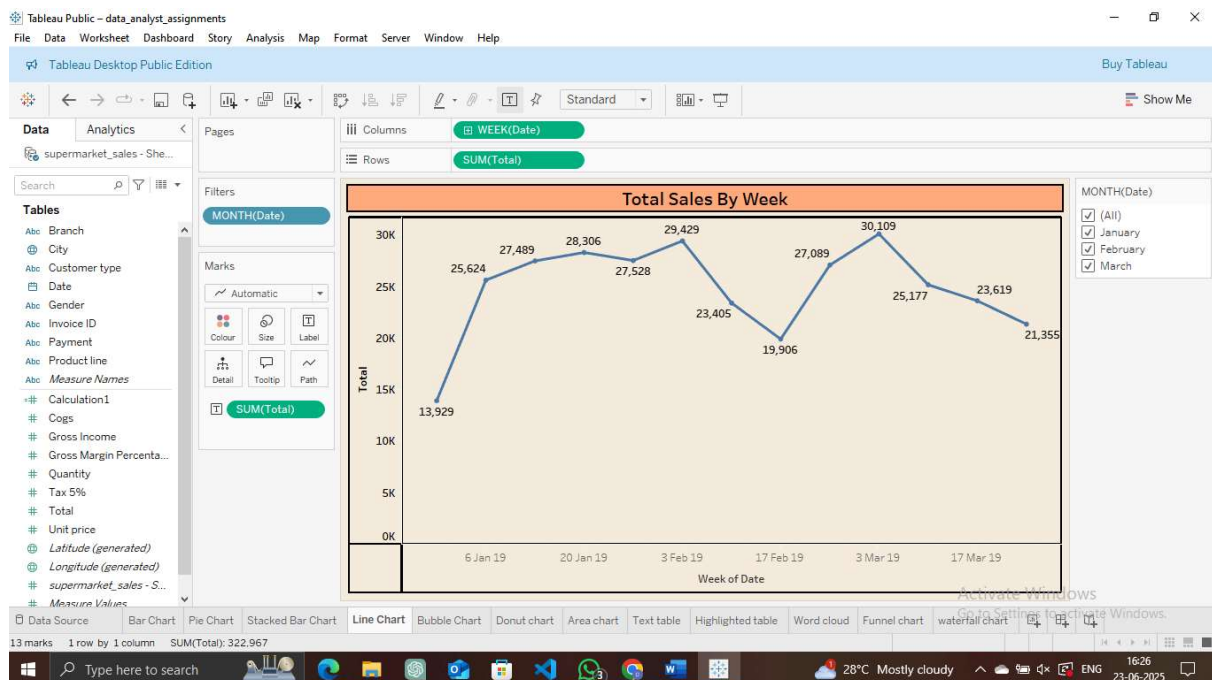 Tableau Public – data_analyst_assignments
File Data Worksheet Dashboard Story Analysis Map Format Server Window Help
Tableau Desktop Public Edition
Buy Tableau
Standard
Show Me
Data Analytics
supermarket_sales - She...
Search
Tables
Abc Branch
City
Abc Customer type
Date
Abc Gender
Abc Invoice ID
Abc Payment
Abc Product line
Abc Measure Names
Calculation1
Cogs
Gross Income
Gross Margin Percenta...
Quantity
Tax 5%
Total
Unit price
Latitude (generated)
Longitude (generated)
supermarket_sales - S...
Measure Values
Pages
Filters
MONTH(Date)
Marks
Automatic
Colour Size Label
Detail Tooltip Path
SUM(Total)
Columns WEEK(Date)
Rows SUM(Total)
Total Sales By Week
Total
30K
25K
20K
15K
10K
5K
0K
13,929
25,624
27,489
28,306
27,528
29,429
23,405
19,906
27,089
30,109
25,177
23,619
21,355
6 Jan 19 20 Jan 19 3 Feb 19 17 Feb 19 3 Mar 19 17 Mar 19
Week of Date
MONTH(Date)
(All)
January
February
March
Activate Windows
Go to Settings to activate Windows.
Data Source Bar Chart Pie Chart Stacked Bar Chart Line Chart Bubble Chart Donut chart Area chart Text table Highlighted table Word cloud Funnel chart waterfall chart
13 marks 1 row by 1 column SUM(Total): 322,967
Type here to search
28°C Mostly cloudy
ENG
16:26
23-06-2025